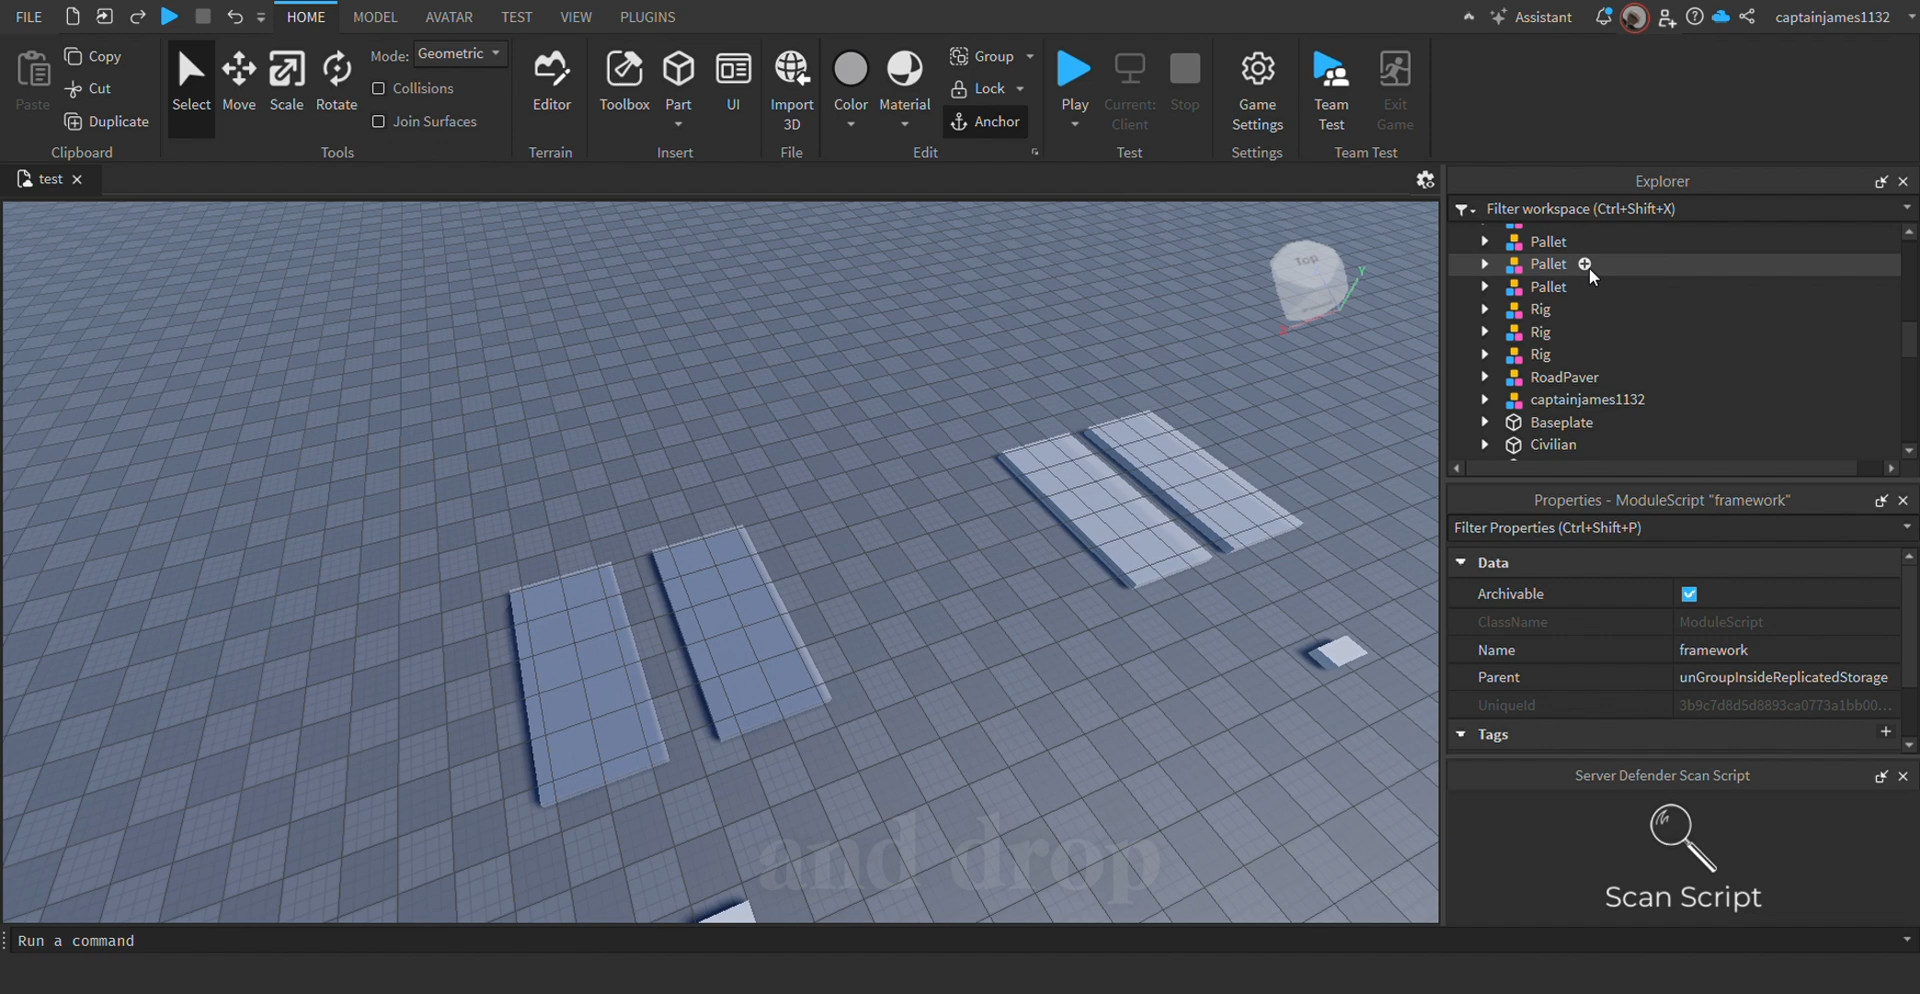 FILE
HOME
MODEL
AVATAR
TEST
VIEW
PLUGINS
Assistant
captainjames1132
Paste
Copy
Cut
Duplicate
Clipboard
Select
Move
Scale
Rotate
Mode: Geometric
Collisions
Join Surfaces
Tools
Editor
Terrain
Toolbox
Part
UI
Insert
Import
3D
File
Color
Material
Group
Lock
Anchor
Edit
Play
Current:
Client
Stop
Test
Game
Settings
Settings
Team
Test
Exit
Game
Team Test
test
Top
Y
and drop
Explorer
Filter workspace (Ctrl+Shift+X)
Pallet
Pallet
Pallet
Rig
Rig
Rig
RoadPaver
captainjames1132
Baseplate
Civilian
Properties - ModuleScript "framework"
Filter Properties (Ctrl+Shift+P)
Data
Archivable
ClassName ModuleScript
Name framework
Parent unGroupInsideReplicatedStorage
UniqueId 3b9c7d8d5d8893ca0773a1bb00...
Tags
Server Defender Scan Script
Scan Script
Run a command